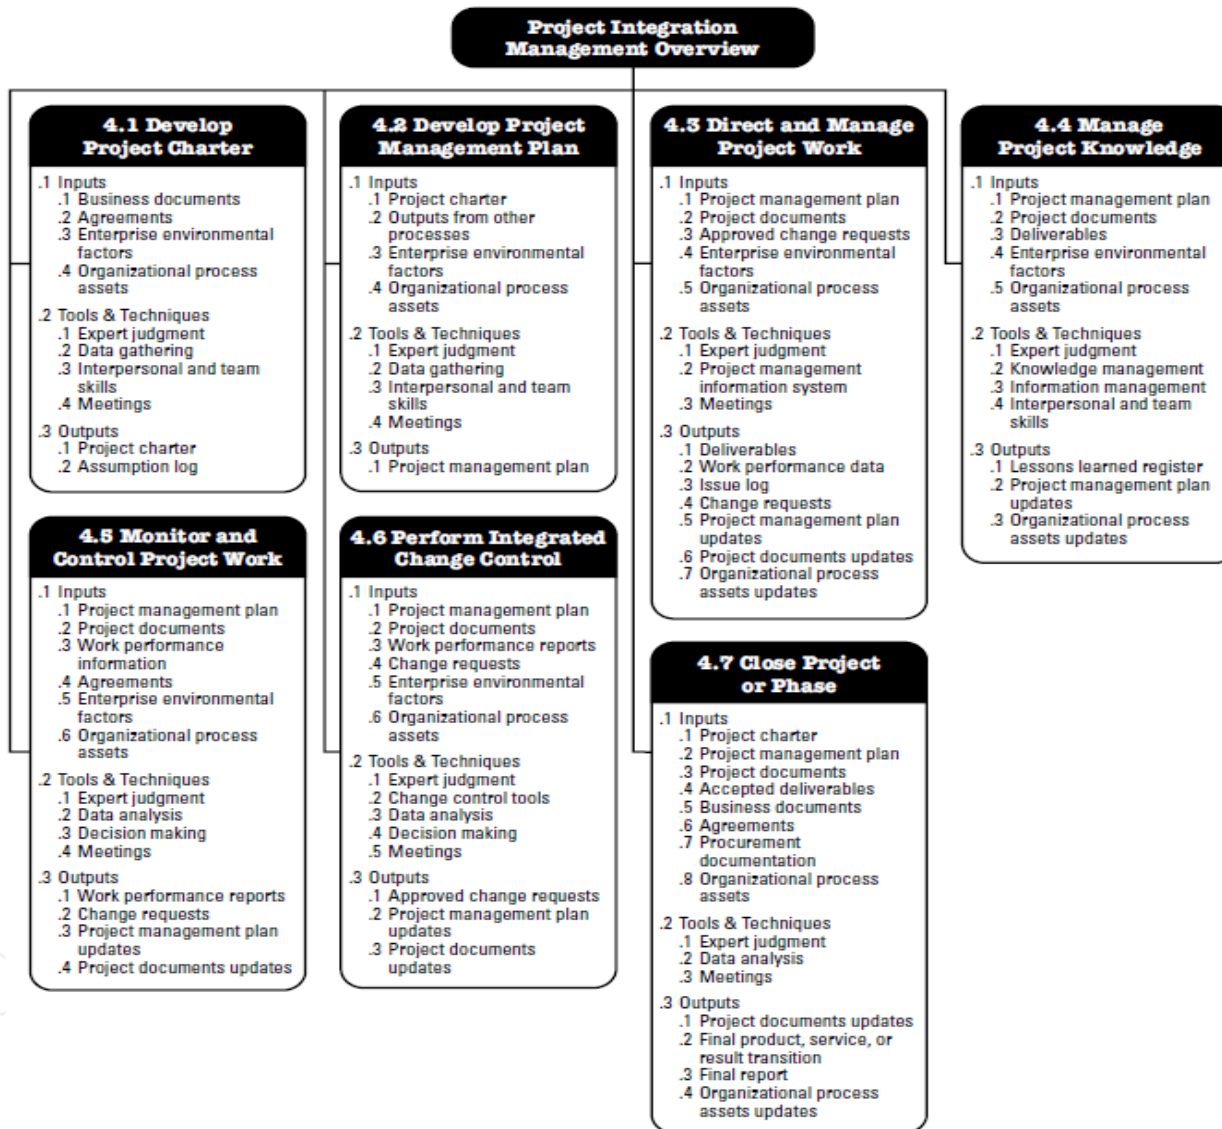 Project Integration
Management Overview
4.1 Develop
Project Charter
.1 Inputs
.1 Business documents
.2 Agreements
.3 Enterprise environmental
factors
.4 Organizational process
assets
.2 Tools & Techniques
.1 Expert judgment
.2 Data gathering
.3 Interpersonal and team
skills
.4 Meetings
.3 Outputs
.1 Project charter
.2 Assumption log
4.2 Develop Project
Management Plan
.1 Inputs
.1 Project charter
.2 Outputs from other
processes
.3 Enterprise environmental
factors
.4 Organizational process
assets
.2 Tools & Techniques
.1 Expert judgment
.2 Data gathering
.3 Interpersonal and team
skills
.4 Meetings
.3 Outputs
.1 Project management plan
4.3 Direct and Manage
Project Work
.1 Inputs
.1 Project management plan
.2 Project documents
.3 Approved change requests
.4 Enterprise environmental
factors
.5 Organizational process
assets
.2 Tools & Techniques
.1 Expert judgment
.2 Project management
information system
.3 Meetings
.3 Outputs
.1 Deliverables
.2 Work performance data
.3 Issue log
.4 Change requests
.5 Project management plan
updates
.6 Project documents updates
.7 Organizational process
assets updates
4.4 Manage
Project Knowledge
.1 Inputs
.1 Project management plan
.2 Project documents
.3 Deliverables
.4 Enterprise environmental
factors
.5 Organizational process
assets
.2 Tools & Techniques
.1 Expert judgment
.2 Knowledge management
.3 Information management
.4 Interpersonal and team
skills
.3 Outputs
.1 Lessons learned register
.2 Project management plan
updates
.3 Organizational process
assets updates
4.5 Monitor and
Control Project Work
.1 Inputs
.1 Project management plan
.2 Project documents
.3 Work performance
information
.4 Agreements
.5 Enterprise environmental
factors
.6 Organizational process
assets
.2 Tools & Techniques
.1 Expert judgment
.2 Data analysis
.3 Decision making
.4 Meetings
.3 Outputs
.1 Work performance reports
.2 Change requests
.3 Project management plan
updates
.4 Project documents updates
4.6 Perform Integrated
Change Control
.1 Inputs
.1 Project management plan
.2 Project documents
.3 Work performance reports
.4 Change requests
.5 Enterprise environmental
factors
.6 Organizational process
assets
.2 Tools & Techniques
.1 Expert judgment
.2 Change control tools
.3 Data analysis
.4 Decision making
.5 Meetings
.3 Outputs
.1 Approved change requests
.2 Project management plan
updates
.3 Project documents
updates
4.7 Close Project
or Phase
.1 Inputs
.1 Project charter
.2 Project management plan
.3 Project documents
.4 Accepted deliverables
.5 Business documents
.6 Agreements
.7 Procurement
documentation
.8 Organizational process
assets
.2 Tools & Techniques
.1 Expert judgment
.2 Data analysis
.3 Meetings
.3 Outputs
.1 Project documents updates
.2 Final product, service, or
result transition
.3 Final report
.4 Organizational process
assets updates